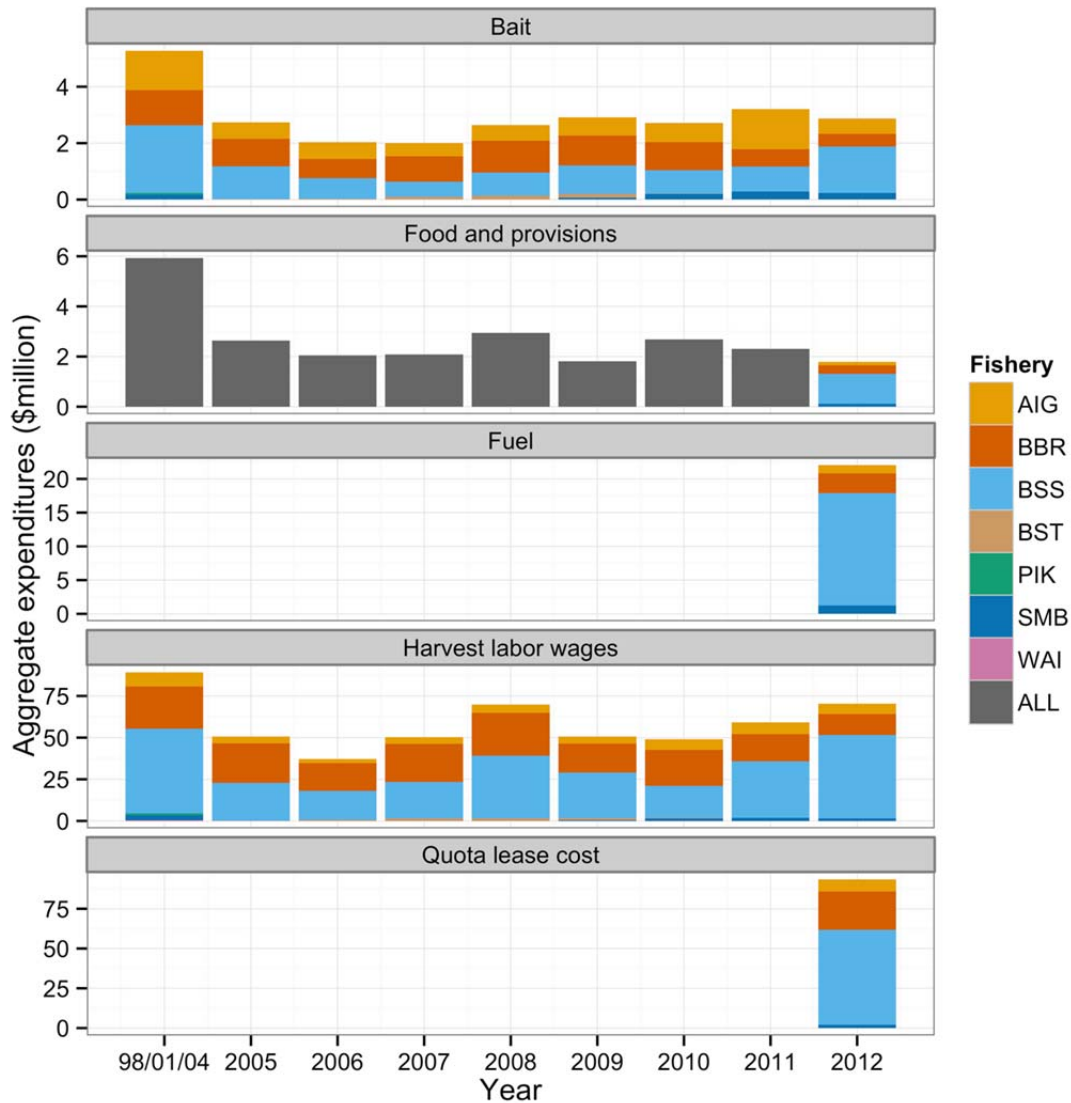 Bait
4
2
0
Food and provisions
6
4
2
0
Fuel
20
15
10
5
0
Harvest labor wages
75
50
25
0
Quota lease cost
75
50
25
0
98/01/04 2005 2006 2007 2008 2009 2010 2011 2012
Year
Aggregate expenditures ($million)
Fishery
AIG
BBR
BSS
BST
PIK
SMB
WAI
ALL